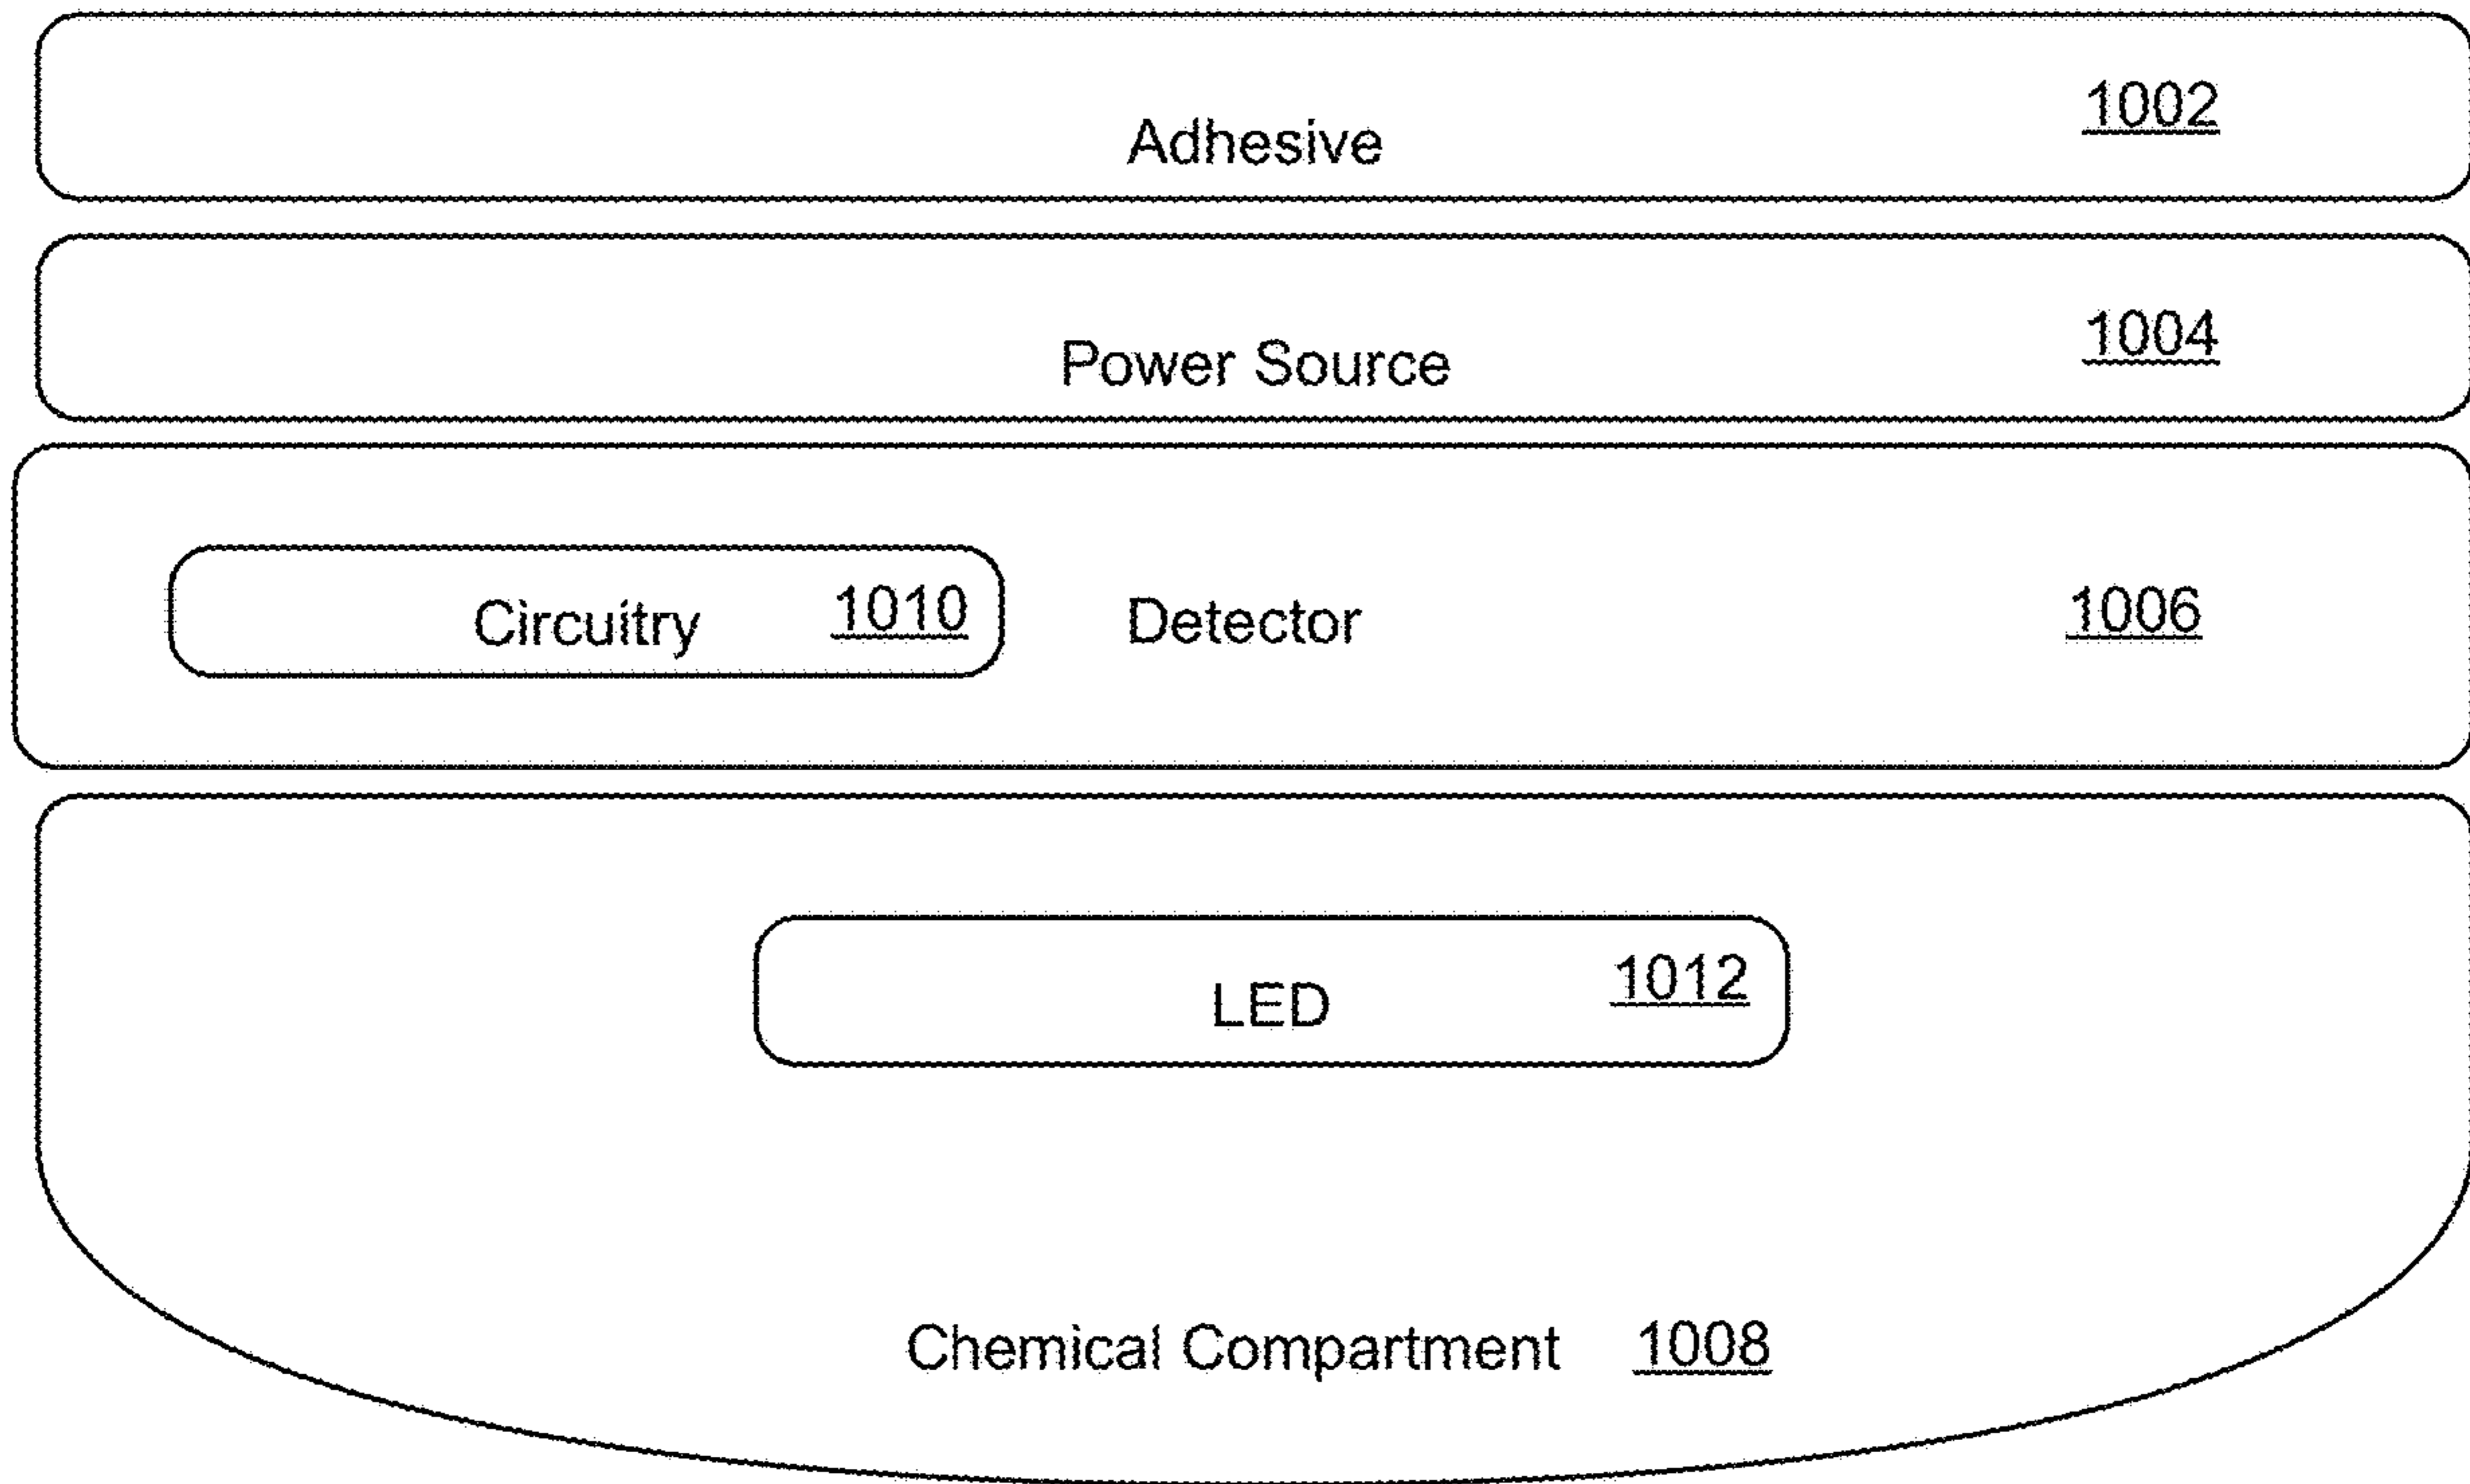 Adhesive 1002
Power Source 1004
Circuitry 1010 Detector 1006
LED 1012
Chemical Compartment 1008